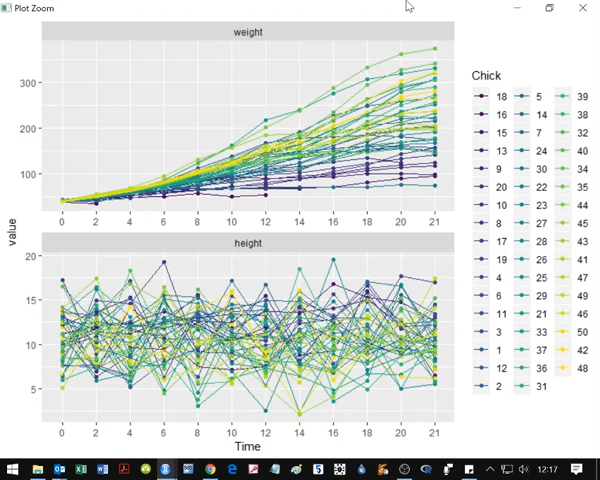 Plot Zoom
weight
300
200
100
0 2 4 6 8 10 12 14 16 18 20 21
value
height
20
15
10
5
0 2 4 6 8 10 12 14 16 18 20 21
Time
Chick
18 5 39
16 14 38
15 7 32
13 24 40
9 30 34
20 22 35
10 23 44
8 27 45
17 28 43
19 26 41
4 25 47
6 29 49
11 21 46
3 33 50
1 37 42
12 36 48
2 31
12:17